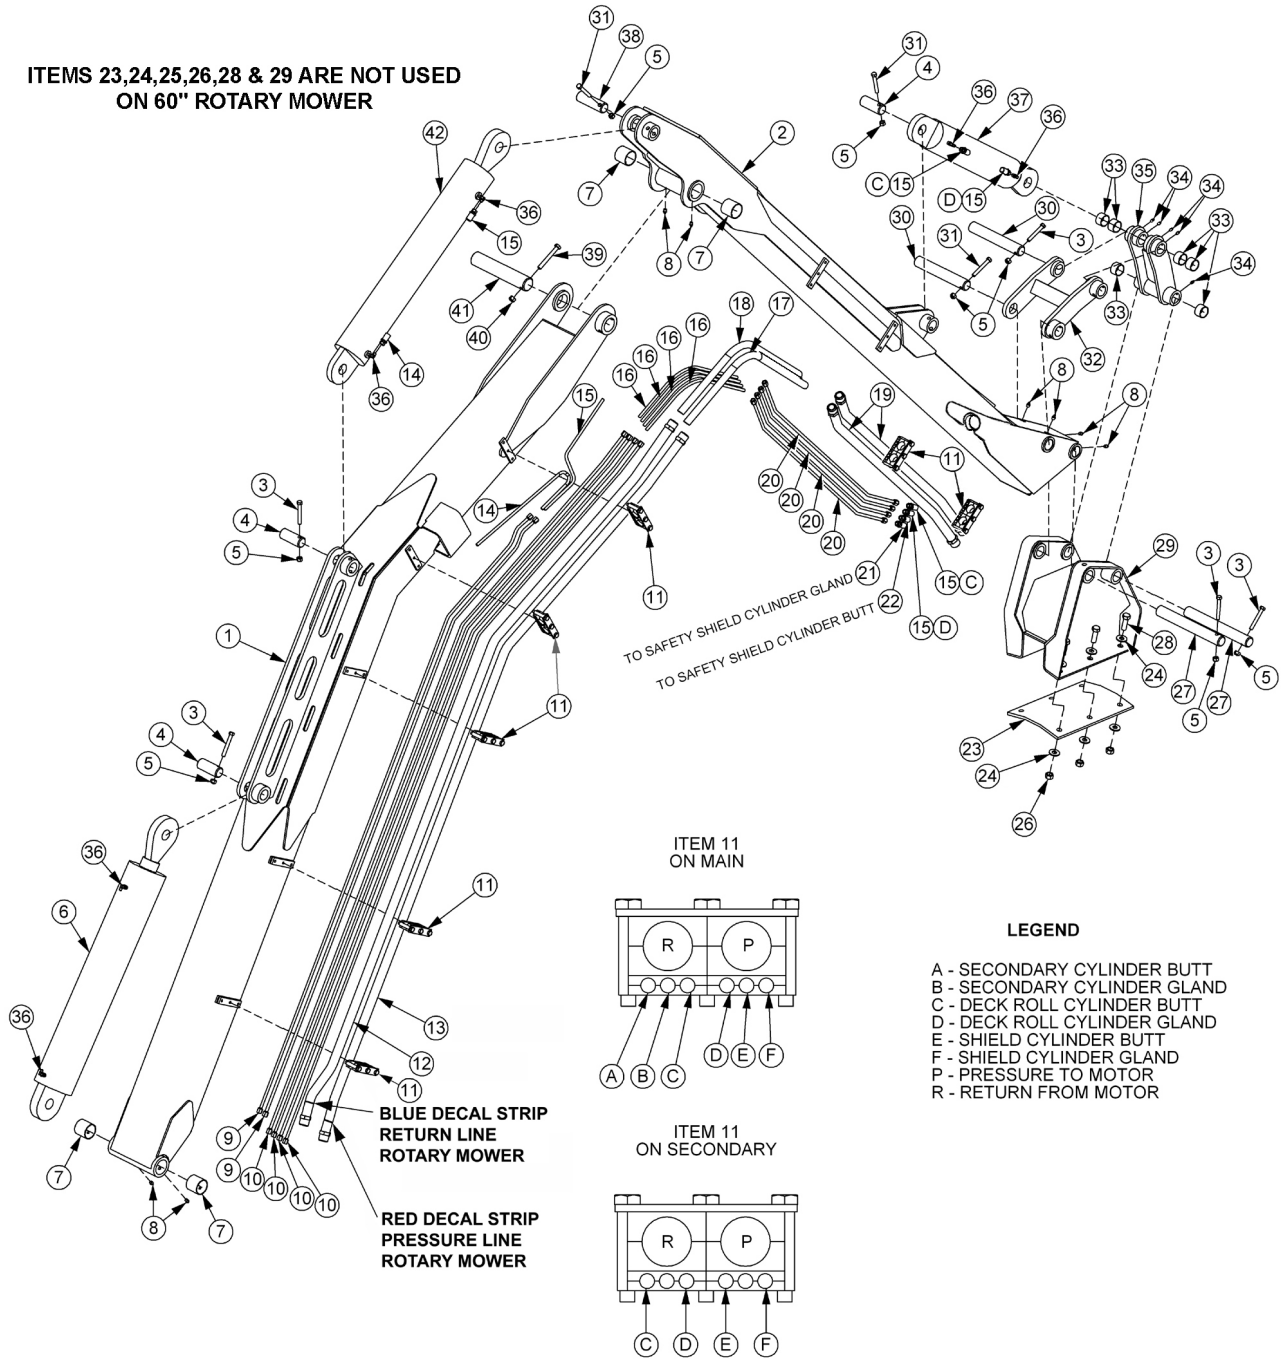 ITEMS 23,24,25,26,28 & 29 ARE NOT USED
ON 60" ROTARY MOWER
31
38
5
31
4
36
37
36
42
2
5
7
C 15
D 15
33
35
34
34
36
15
30
30
3
33
39
8
7
31
34
41
5
33
40
18
17
32
14
16
16
16
16
36
15
8
8
19
11
3
20
20
20
20
14
4
5
11
21
15 C
29
3
3
TO SAFETY SHIELD CYLINDER GLAND
22
15 D
1
TO SAFETY SHIELD CYLINDER BUTT
28
24
5
11
27
27
11
3
5
4
23
5
24
26
36
ITEM 11
ON MAIN
11
6
R
P
LEGEND
A - SECONDARY CYLINDER BUTT
B - SECONDARY CYLINDER GLAND
C - DECK ROLL CYLINDER BUTT
D - DECK ROLL CYLINDER GLAND
E - SHIELD CYLINDER BUTT
F - SHIELD CYLINDER GLAND
P - PRESSURE TO MOTOR
R - RETURN FROM MOTOR
36
13
D E F
12
A B C
11
BLUE DECAL STRIP
RETURN LINE
ROTARY MOWER
ITEM 11
ON SECONDARY
9
9
7
10
10
10
10
RED DECAL STRIP
PRESSURE LINE
ROTARY MOWER
8
7
R
P
C D E F